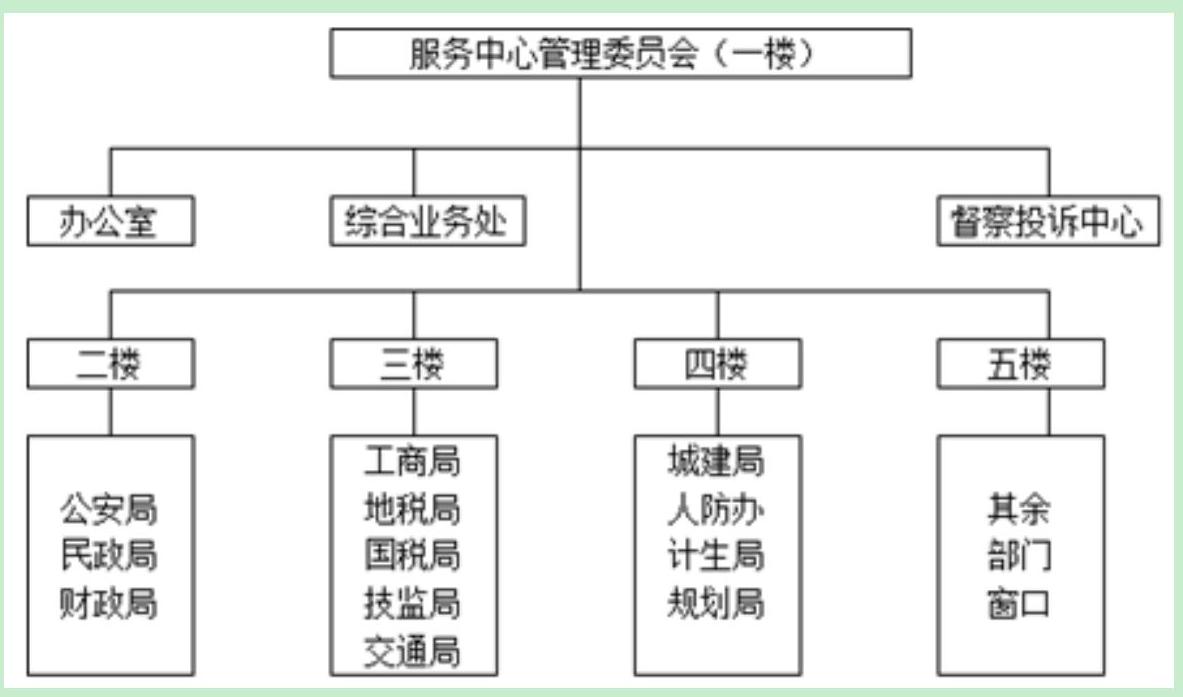 服务中心管理委员会（一楼）
办公室
综合业务处
督察投诉中心
二楼
三楼
四楼
五楼
公安局
民政局
财政局
工商局
地税局
国税局
技监局
交通局
城建局
人防办
计生局
规划局
其余
部门
窗口